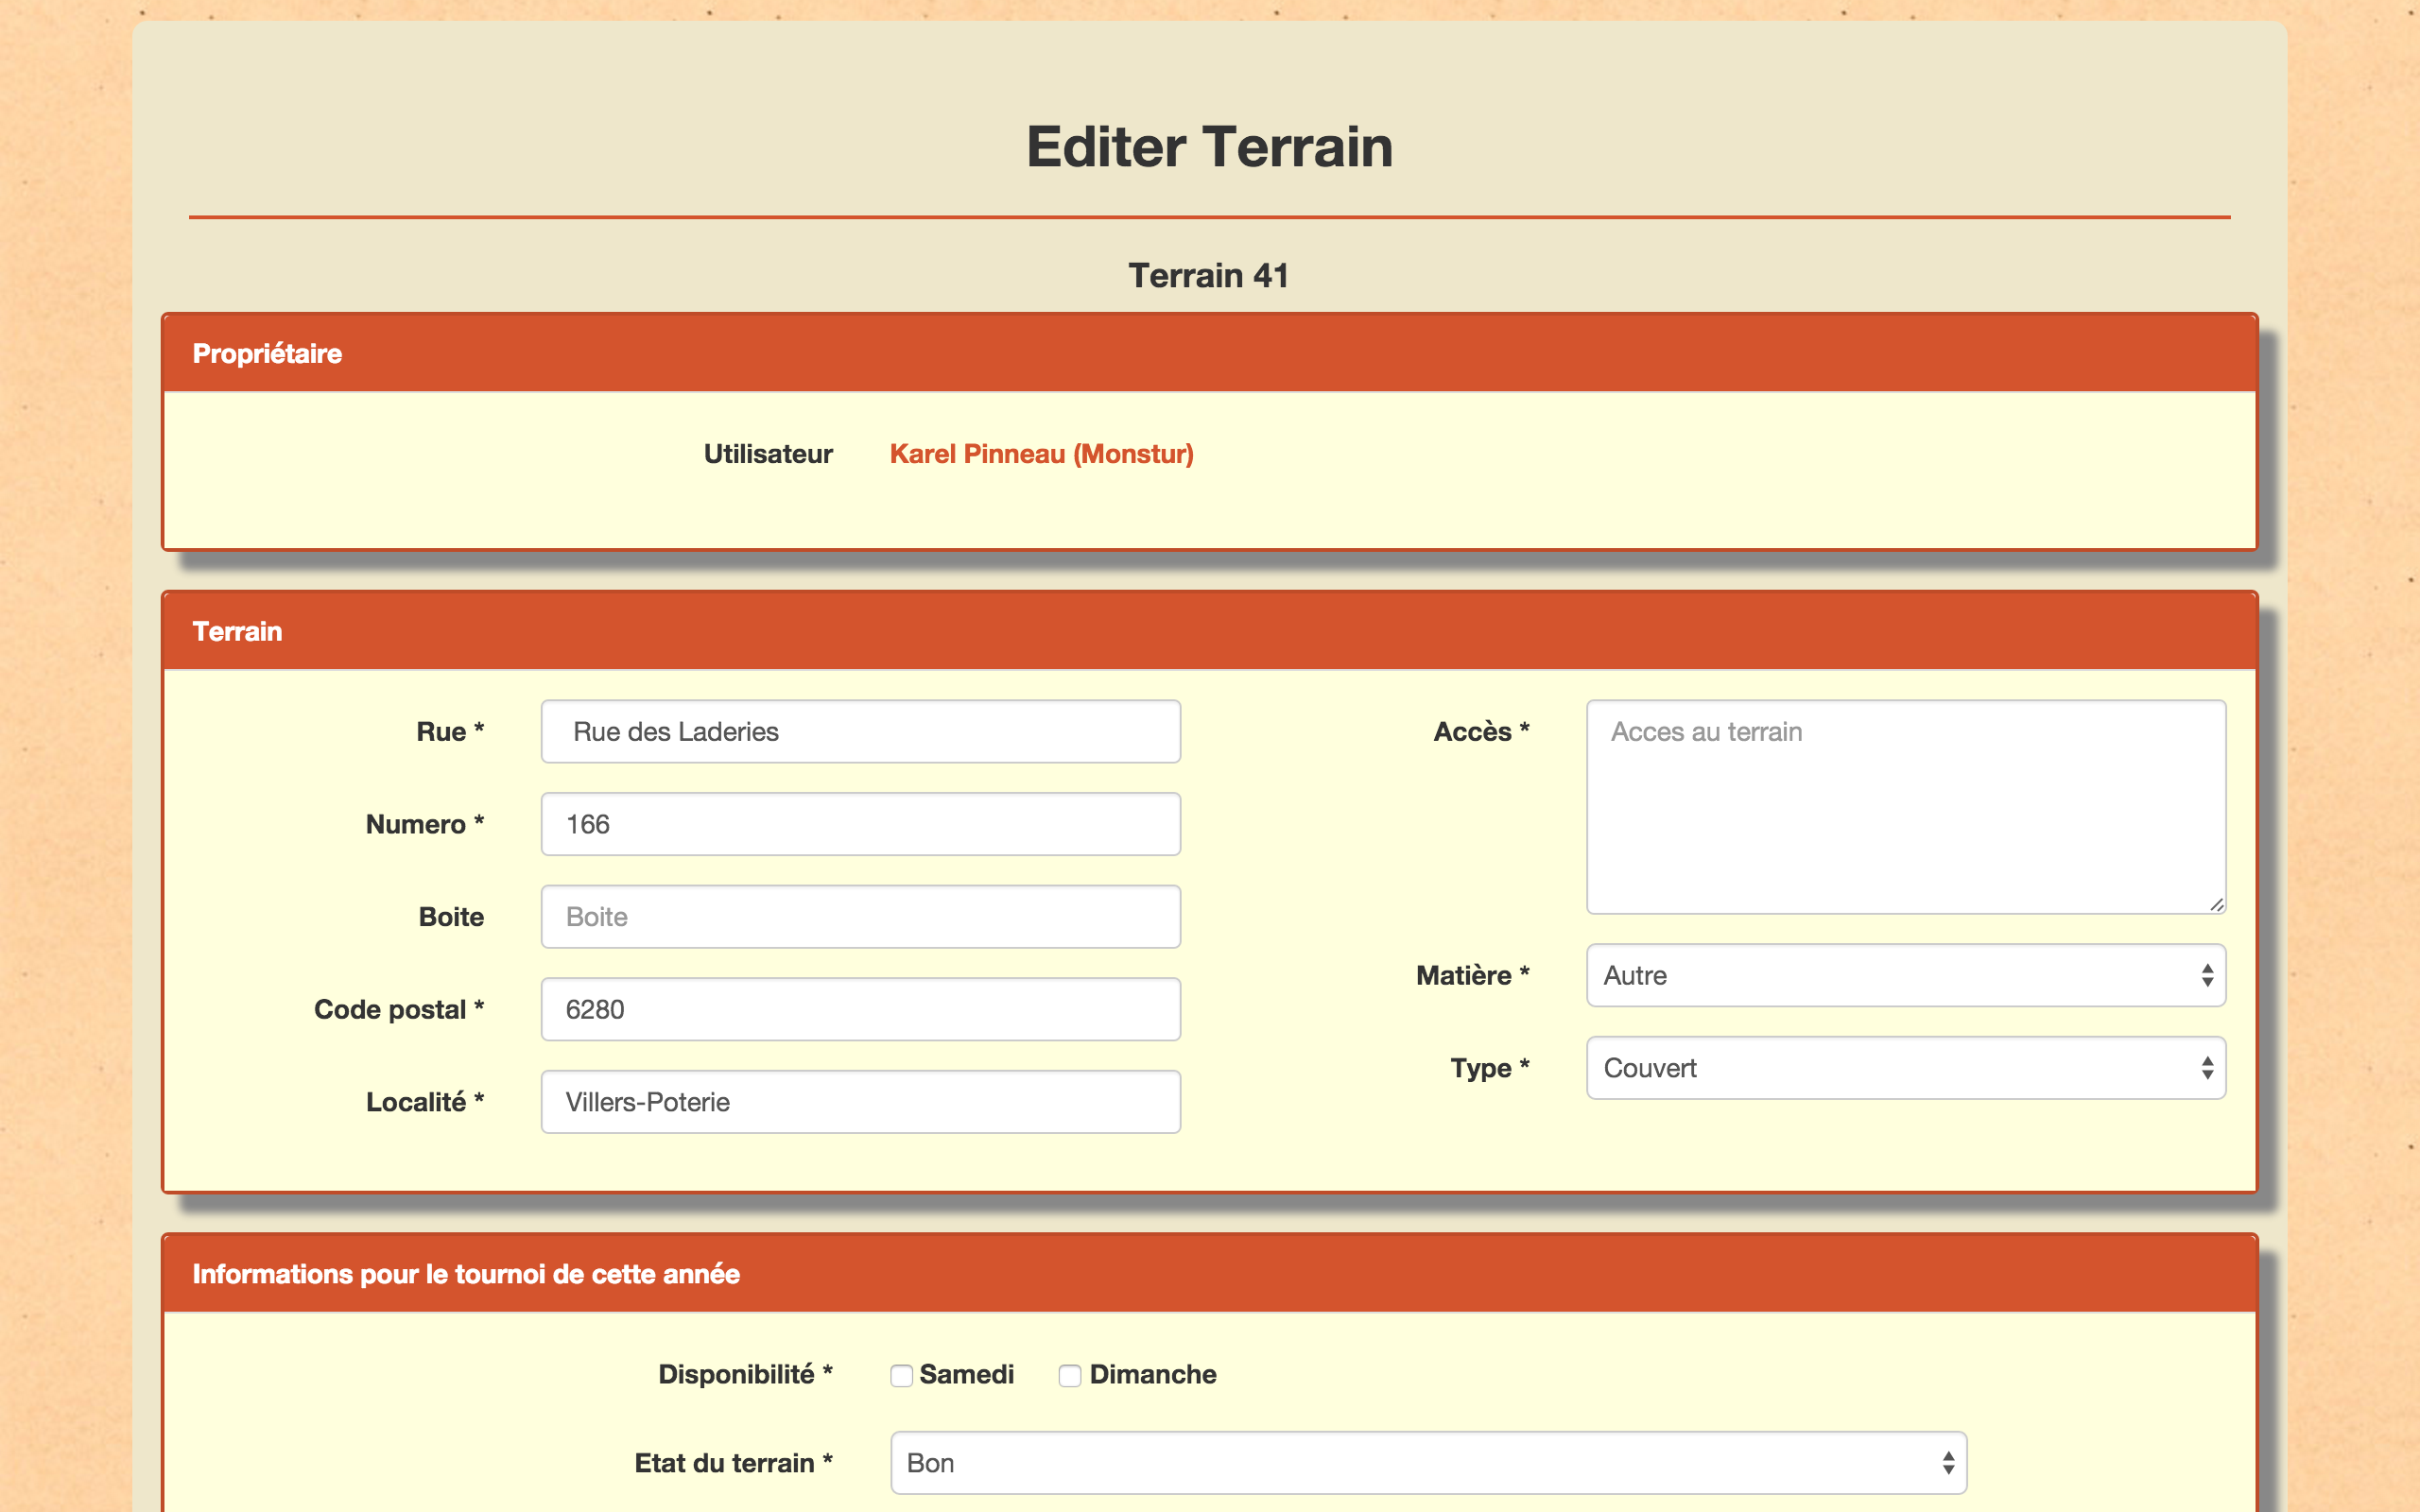 Editer Terrain
Terrain 41
Propriétaire
Utilisateur Karel Pinneau (Monstur)
Terrain
Rue * Rue des Laderies
Numero * 166
Boite Boite
Code postal * 6280
Localité * Villers-Poterie
Accès * Acces au terrain
Matière * Autre
Type * Couvert
Informations pour le tournoi de cette année
Disponibilité * Samedi Dimanche
Etat du terrain * Bon